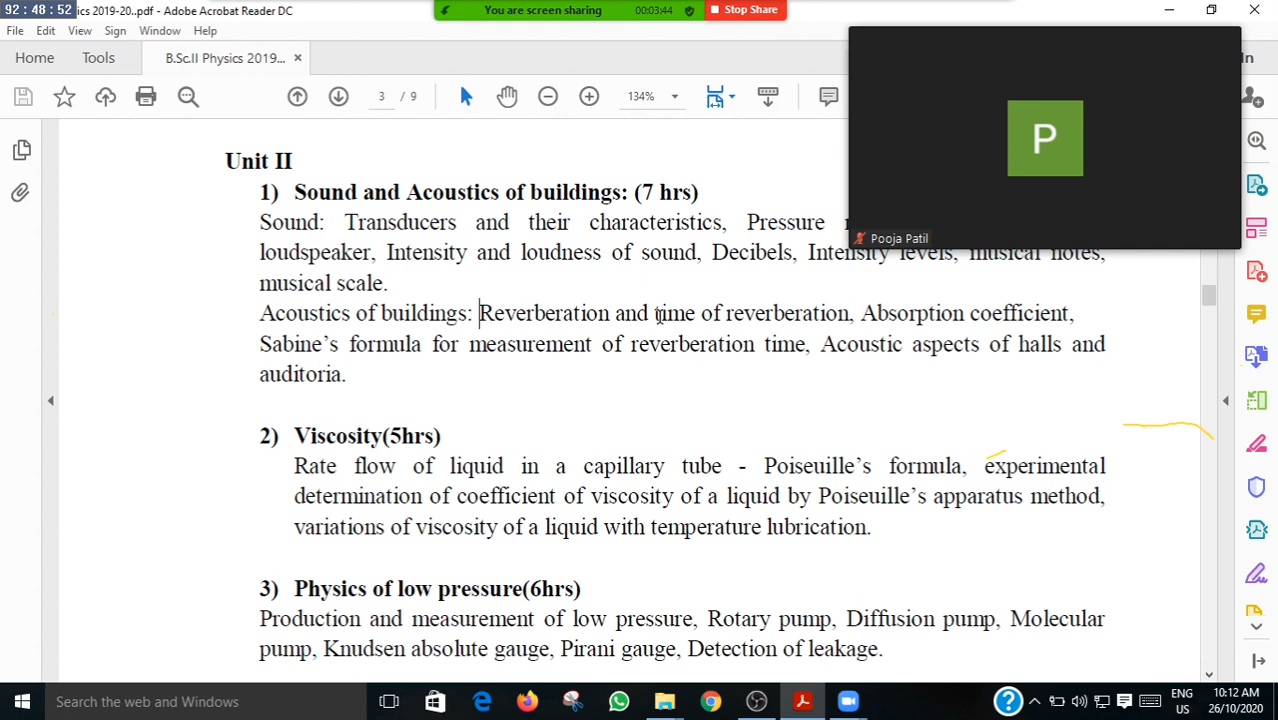 92:48:52
ics 2019-20..pdf - Adobe Acrobat Reader DC
You are screen sharing
00:03:44
Stop Share
File Edit View Sign Window Help
Home Tools B.Sc.II Physics 2019... ×
3 / 9
134%
In
P
Pooja Patil
Unit II
1) Sound and Acoustics of buildings: (7 hrs)
Sound: Transducers and their characteristics, Pressure
loudspeaker, Intensity and loudness of sound, Decibels, Intensity levels, musical notes,
musical scale.
Acoustics of buildings: Reverberation and time of reverberation, Absorption coefficient,
Sabine's formula for measurement of reverberation time, Acoustic aspects of halls and
auditoria.
2) Viscosity(5hrs)
Rate flow of liquid in a capillary tube - Poiseuille's formula, experimental
determination of coefficient of viscosity of a liquid by Poiseuille's apparatus method,
variations of viscosity of a liquid with temperature lubrication.
3) Physics of low pressure(6hrs)
Production and measurement of low pressure, Rotary pump, Diffusion pump, Molecular
pump, Knudsen absolute gauge, Pirani gauge, Detection of leakage.
Search the web and Windows
ENG
US
10:12 AM
26/10/2020